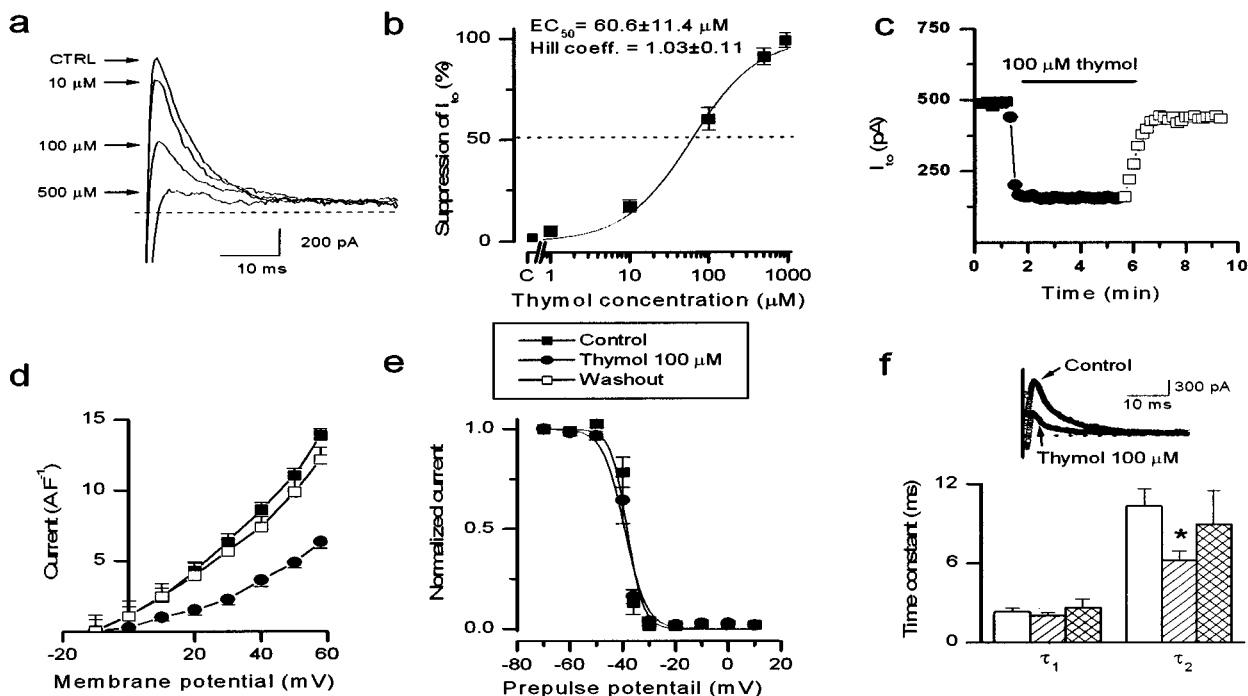 a
CTRL
10 µM
100 µM
500 µM
200 pA
10 ms
b
EC50= 60.6±11.4 µM
Hill coeff. = 1.03±0.11
Suppression of Ito (%)
100
50
0
C 1 10 100 1000
Thymol concentration (µM)
c
100 µM thymol
Ito (pA)
750
500
250
0 2 4 6 8 10
Time (min)
Control
Thymol 100 µM
Washout
d
Current (AF-1)
15
10
5
-20 0 20 40 60
Membrane potential (mV)
e
Normalized current
1.0
0.5
0.0
-80 -60 -40 -20 0 20
Prepulse potentail (mV)
f
Control
300 pA
10 ms
Thymol 100 µM
Time constant (ms)
12
6
0
*
τ1 τ2